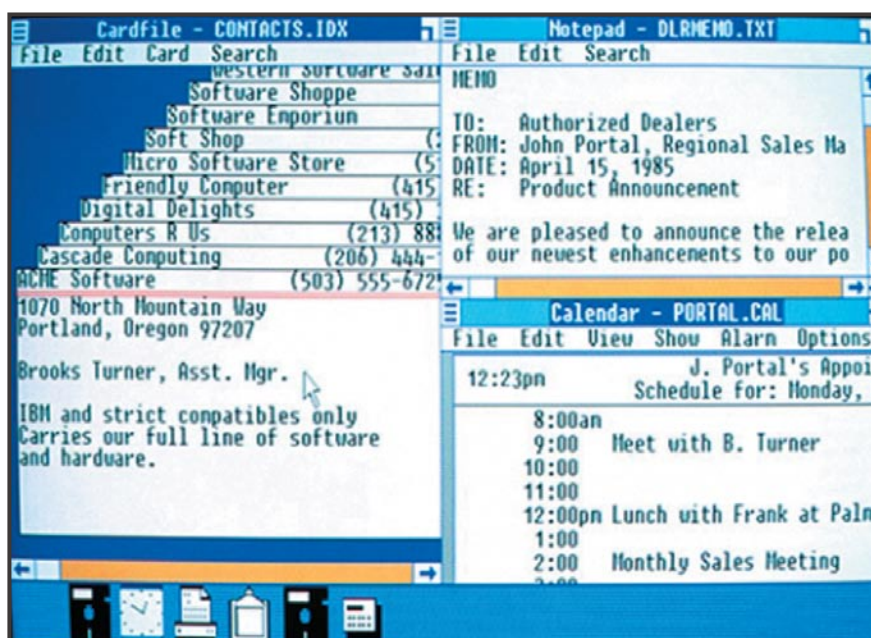 Cardfile - CONTACTS.IDX
File Edit Card Search
Western Software
Software Shoppe
Software Emporium
Soft Shop
Micro Software Store (5
Friendly Computer (415
Digital Delights (415)
Computers R Us (213) 88
Cascade Computing (206) 444-
ACME Software (503) 555-672
1070 North Mountain Way
Portland, Oregon 97207
Brooks Turner, Asst. Mgr.
IBM and strict compatibles only
Carries our full line of software
and hardware.
Notepad - DLRMEMO.TXT
File Edit Search
MEMO
TO: Authorized Dealers
FROM: John Portal, Regional Sales Ma
DATE: April 15, 1985
RE: Product Announcement
We are pleased to announce the relea
of our newest enhancements to our po
Calendar - PORTAL.CAL
File Edit View Show Alarm Options
12:23pm
J. Portal's Appoi
Schedule for: Monday,
8:00am
9:00 Meet with B. Turner
10:00
11:00
12:00pm Lunch with Frank at Palm
1:00
2:00 Monthly Sales Meeting